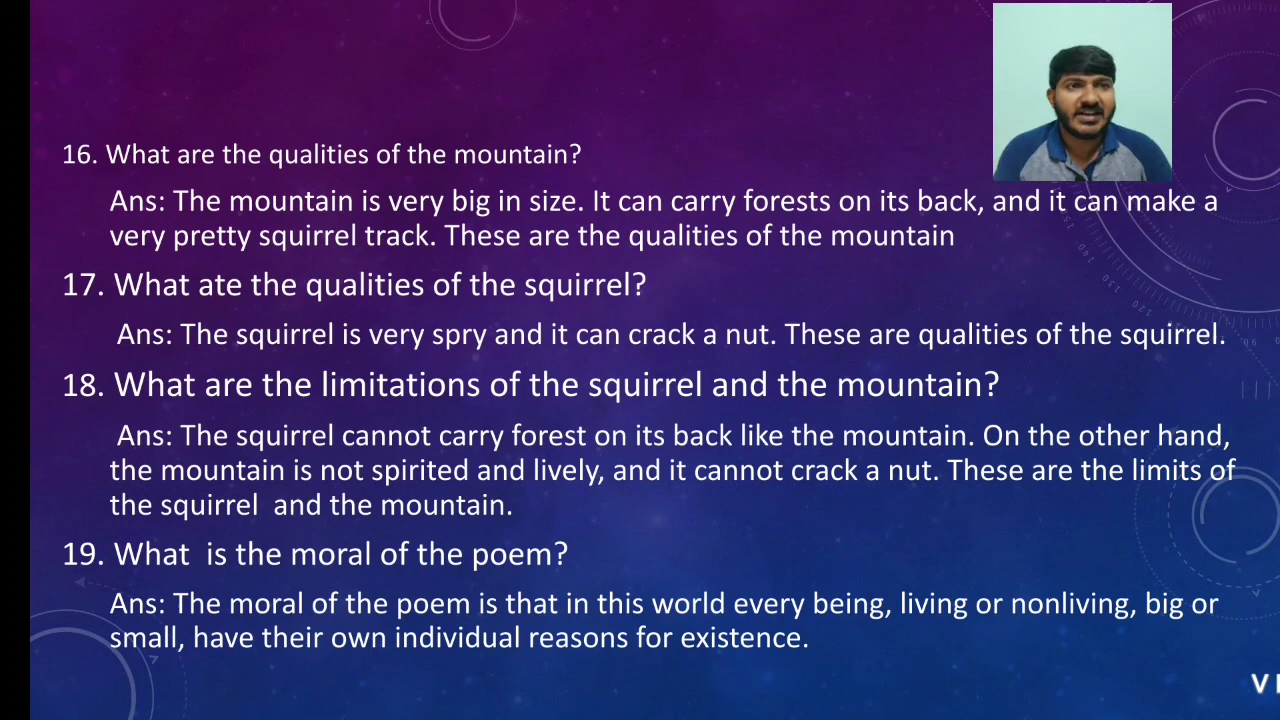 16. What are the qualities of the mountain?
Ans: The mountain is very big in size. It can carry forests on its back, and it can make a
very pretty squirrel track. These are the qualities of the mountain
17. What ate the qualities of the squirrel?
Ans: The squirrel is very spry and it can crack a nut. These are qualities of the squirrel.
18. What are the limitations of the squirrel and the mountain?
Ans: The squirrel cannot carry forest on its back like the mountain. On the other hand,
the mountain is not spirited and lively, and it cannot crack a nut. These are the limits of
the squirrel  and the mountain.
19. What  is the moral of the poem?
Ans: The moral of the poem is that in this world every being, living or nonliving, big or
small, have their own individual reasons for existence.